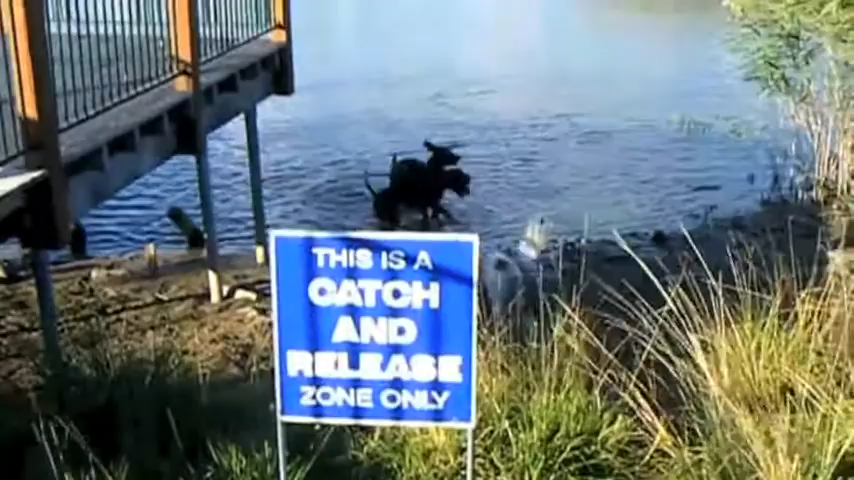 THIS IS A
CATCH
AND
RELEASE
ZONE ONLY